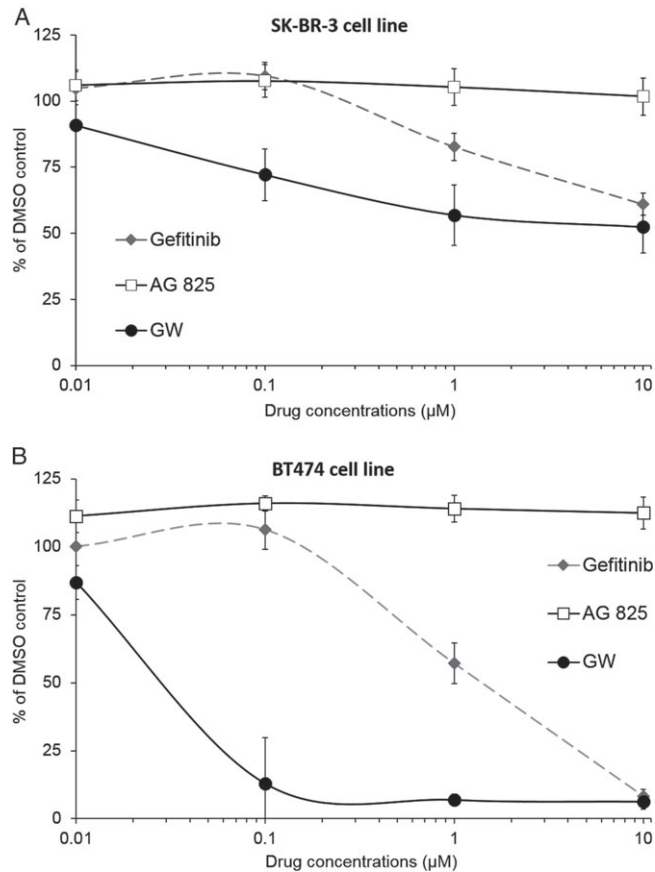 A
SK-BR-3 cell line
% of DMSO control
125
100
75
50
25
0
Gefitinib
AG 825
GW
0.01
0.1
1
10
Drug concentrations (µM)
B
BT474 cell line
% of DMSO control
125
100
75
50
25
0
Gefitinib
AG 825
GW
0.01
0.1
1
10
Drug concentrations (µM)